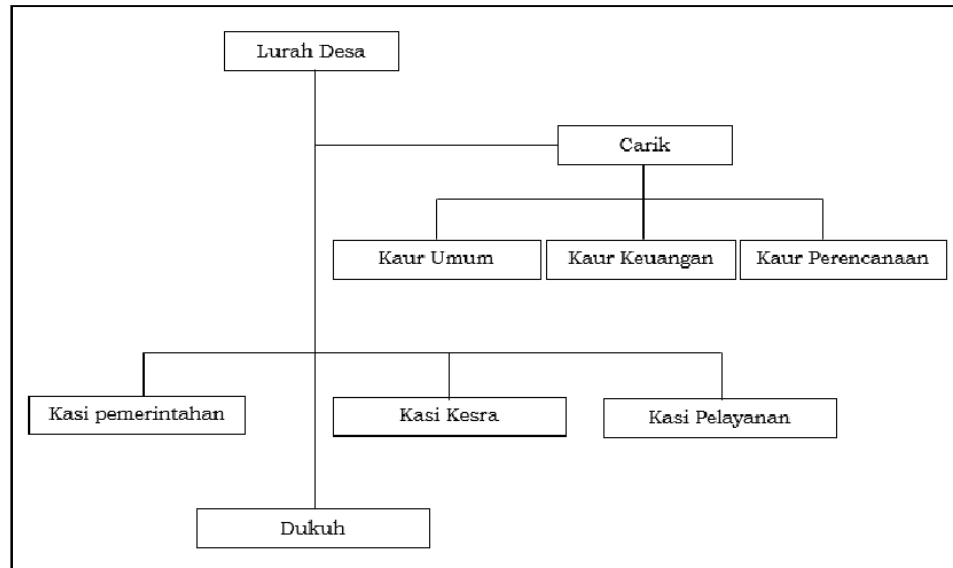 Lurah Desa
Carik
Kaur Umum
Kaur Keuangan
Kaur Perencanaan
Kasi pemerintahan
Kasi Kesra
Kasi Pelayanan
Dukuh